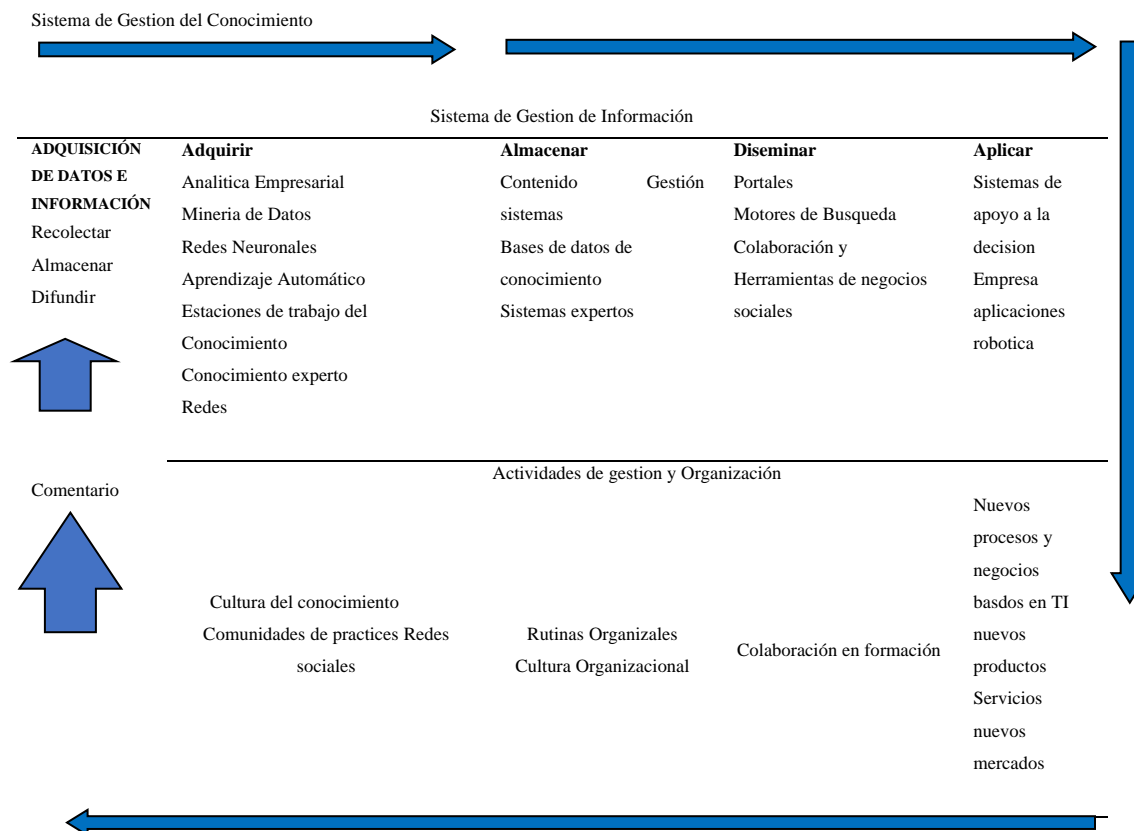 Sistema de Gestion del Conocimiento
Sistema de Gestion de Información
ADQUISICIÓN
DE DATOS E
INFORMACIÓN
Recolectar
Almacenar
Difundir
Adquirir
Analitica Empresarial
Mineria de Datos
Redes Neuronales
Aprendizaje Automático
Estaciones de trabajo del
Conocimiento
Conocimiento experto
Redes
Almacenar
Contenido Gestión
sistemas
Bases de datos de
conocimiento
Sistemas expertos
Diseminar
Portales
Motores de Busqueda
Colaboración y
Herramientas de negocios
sociales
Aplicar
Sistemas de
apoyo a la
decision
Empresa
aplicaciones
robotica
Comentario
Actividades de gestion y Organización
Cultura del conocimiento
Comunidades de practices Redes
sociales
Rutinas Organizales
Cultura Organizacional
Colaboración en formación
Nuevos
procesos y
negocios
basdos en TI
nuevos
productos
Servicios
nuevos
mercados